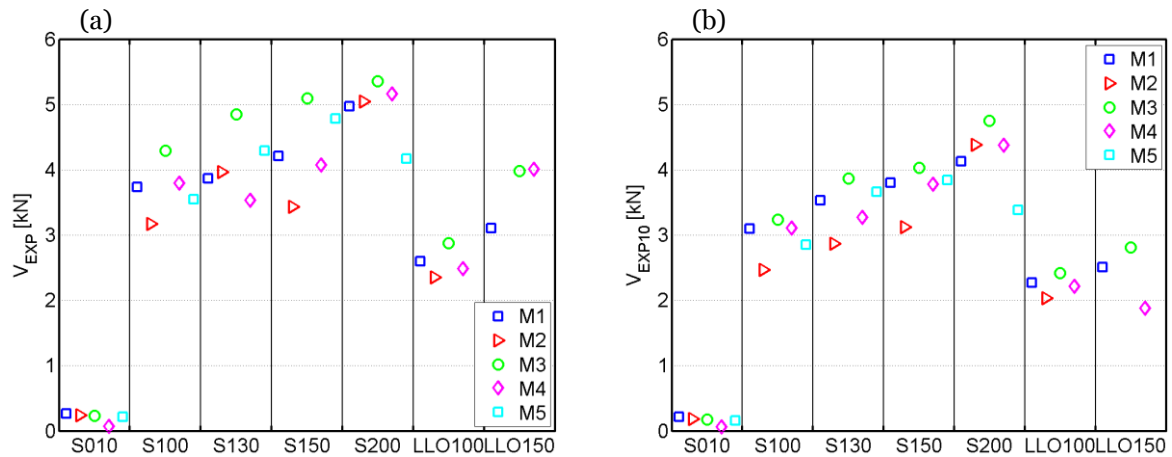 (a)
6
5
4
3
2
1
0
V_EXP [kN]
M1
M2
M3
M4
M5
S010 S100 S130 S150 S200 LLO100 LLO150
(b)
6
5
4
3
2
1
0
V_EXP10 [kN]
M1
M2
M3
M4
M5
S010 S100 S130 S150 S200 LLO100 LLO150